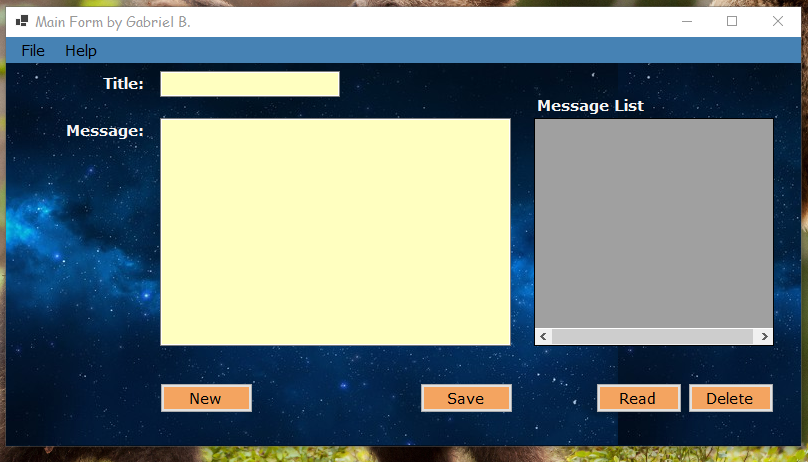 Main Form by Gabriel B.
File Help
Title:
Message List
Message:
New Save Read Delete